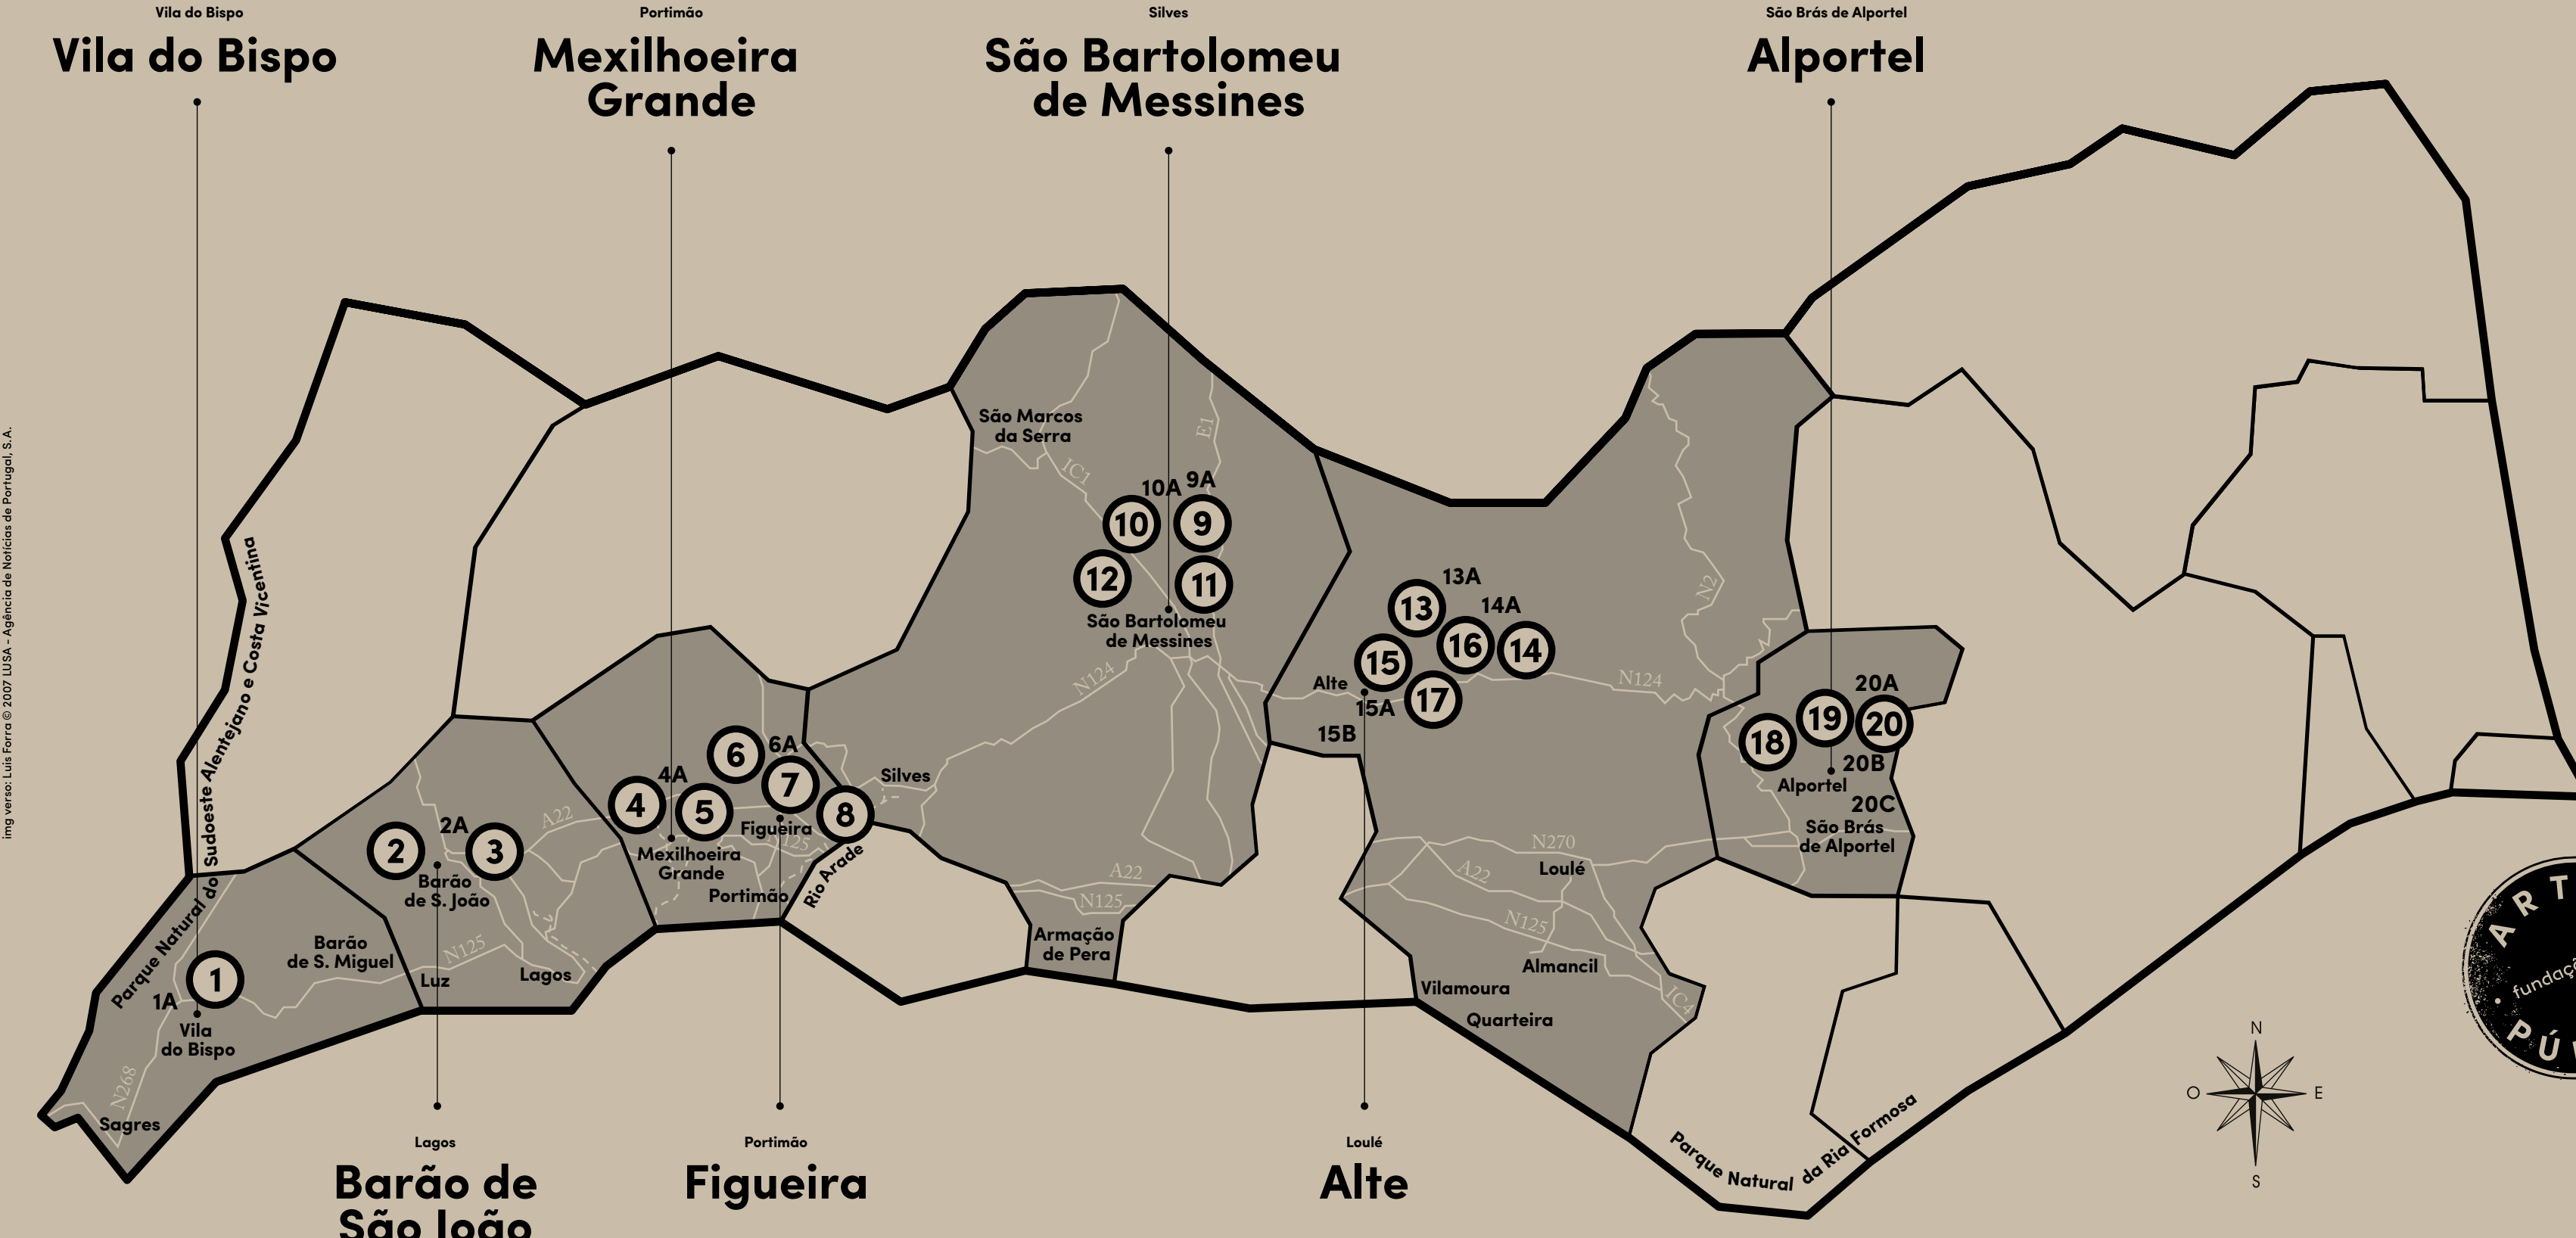 Vila do Bispo
Vila do Bispo
Portimão
Mexilhoeira
Grande
Silves
São Bartolomeu
de Messines
São Brás de Alportel
Alportel
img verso: Luis Forra © 2007 LUSA - Agência de Notícias de Portugal, S.A.
Parque Natural do Sudoeste Alentejano e Costa Vicentina
São Marcos
da Serra
IC1
E1
10A
9A
10
9
12
11
São Bartolomeu
de Messines
N124
13A
13
14A
16
14
15
17
Alte
15A
15B
N124
N2
20A
19
20
18
20B
Alportel
20C
São Brás
de Alportel
6
6A
7
4A
4
5
8
Silves
Figueira
N125
Mexilhoeira
Grande
Portimão
Rio Arade
A22
2
2A
3
Barão
de S. João
Barão
de S. Miguel
N125
Luz
Lagos
1
1A
Vila
do Bispo
N268
Sagres
A22
N125
Armação
de Pera
N270
A22
Loulé
N125
Almancil
IC4
Vilamoura
Quarteira
Parque Natural da Ria Formosa
N
O
E
S
ART
PÚ
Lagos
Barão de
São João
Portimão
Figueira
Loulé
Alte